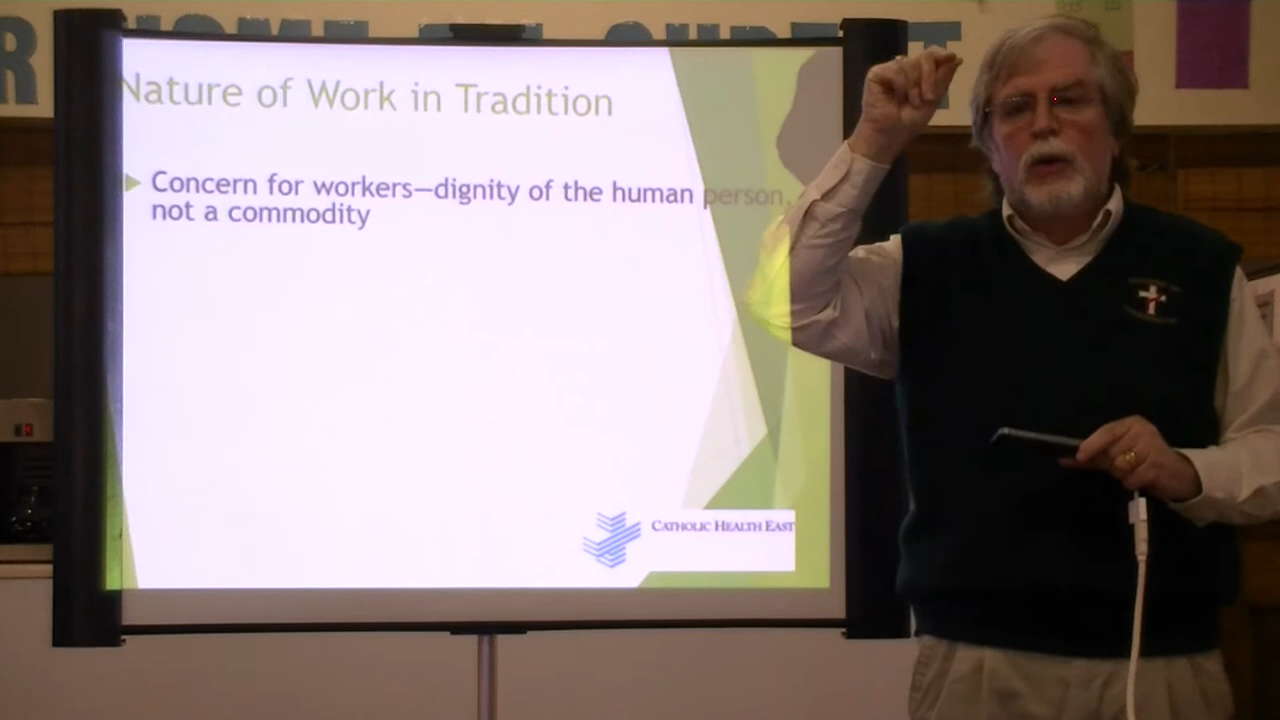 Nature of Work in Tradition
Concern for workers—dignity of the human person,
not a commodity
CATHOLIC HEALTH EAST